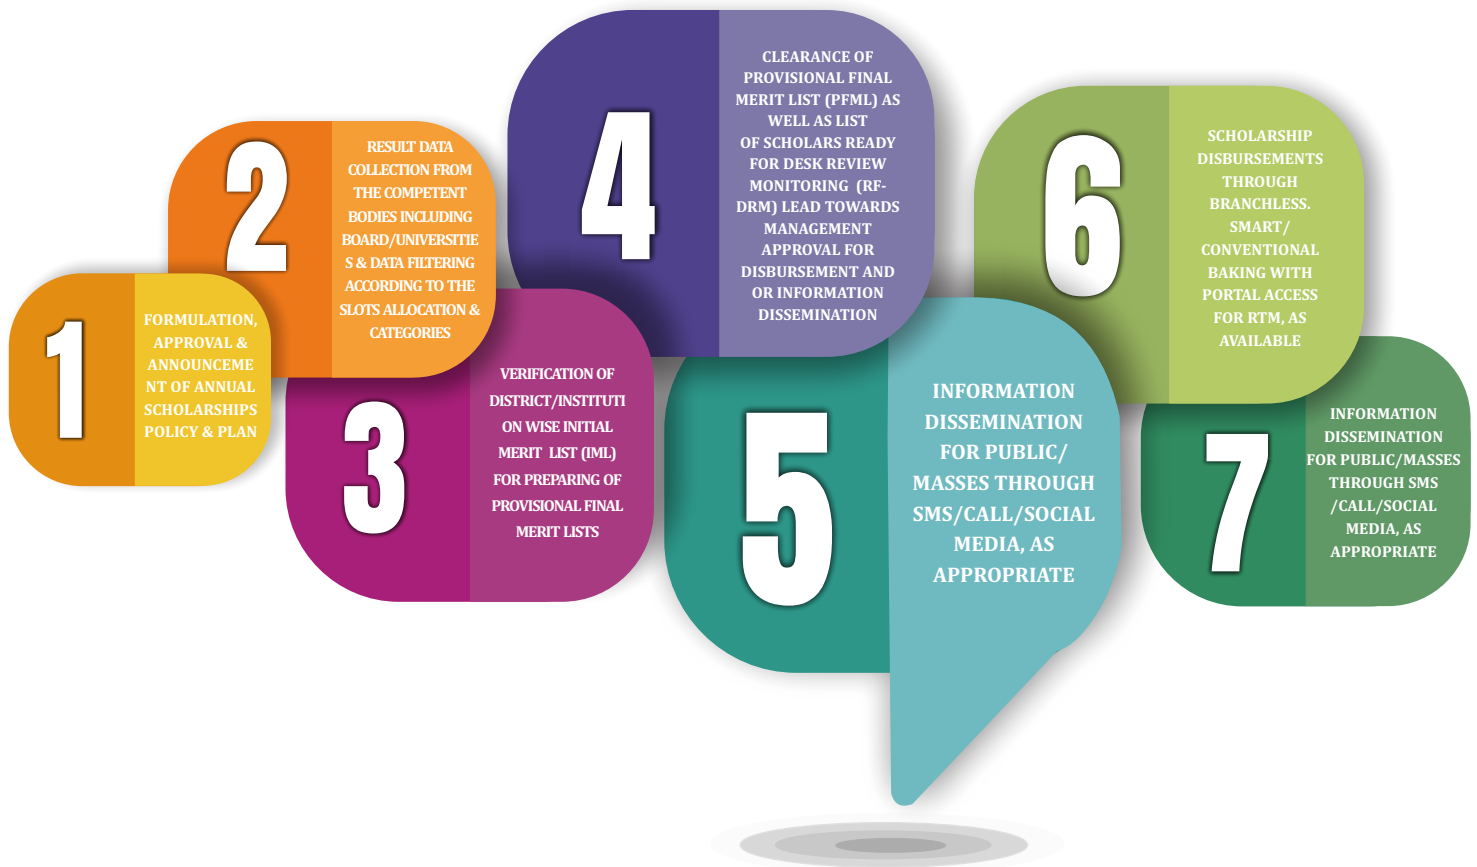 1
FORMULATION,
APPROVAL &
ANNOUNCEME
NT OF ANNUAL
SCHOLARSHIPS
POLICY & PLAN
2
RESULT DATA
COLLECTION FROM
THE COMPETENT
BODIES INCLUDING
BOARD/UNIVERSITIE
S & DATA FILTERING
ACCORDING TO THE
SLOTS ALLOCATION &
CATEGORIES
3
VERIFICATION OF
DISTRICT/INSTITUTI
ON WISE INITIAL
MERIT LIST (IML)
FOR PREPARING OF
PROVISIONAL FINAL
MERIT LISTS
4
CLEARANCE OF
PROVISIONAL FINAL
MERIT LIST (PFML) AS
WELL AS LIST
OF SCHOLARS READY
FOR DESK REVIEW
MONITORING (RF-
DRM) LEAD TOWARDS
MANAGEMENT
APPROVAL FOR
DISBURSEMENT AND
OR INFORMATION
DISSEMINATION
5
INFORMATION
DISSEMINATION
FOR PUBLIC/
MASSES THROUGH
SMS/CALL/SOCIAL
MEDIA, AS
APPROPRIATE
6
SCHOLARSHIP
DISBURSEMENTS
THROUGH
BRANCHLESS.
SMART/
CONVENTIONAL
BAKING WITH
PORTAL ACCESS
FOR RTM, AS
AVAILABLE
7
INFORMATION
DISSEMINATION
FOR PUBLIC/MASSES
THROUGH SMS
/CALL/SOCIAL
MEDIA, AS
APPROPRIATE